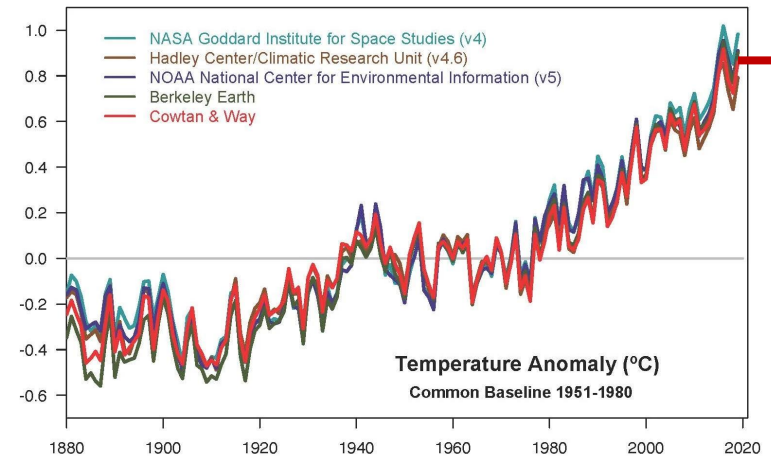 NASA Goddard Institute for Space Studies (v4)
Hadley Center/Climatic Research Unit (v4.6)
NOAA National Center for Environmental Information (v5)
Berkeley Earth
Cowtan & Way
1.0
0.8
0.6
0.4
0.2
0.0
-0.2
-0.4
-0.6
Temperature Anomaly (ºC)
Common Baseline 1951-1980
1880 1900 1920 1940 1960 1980 2000 2020